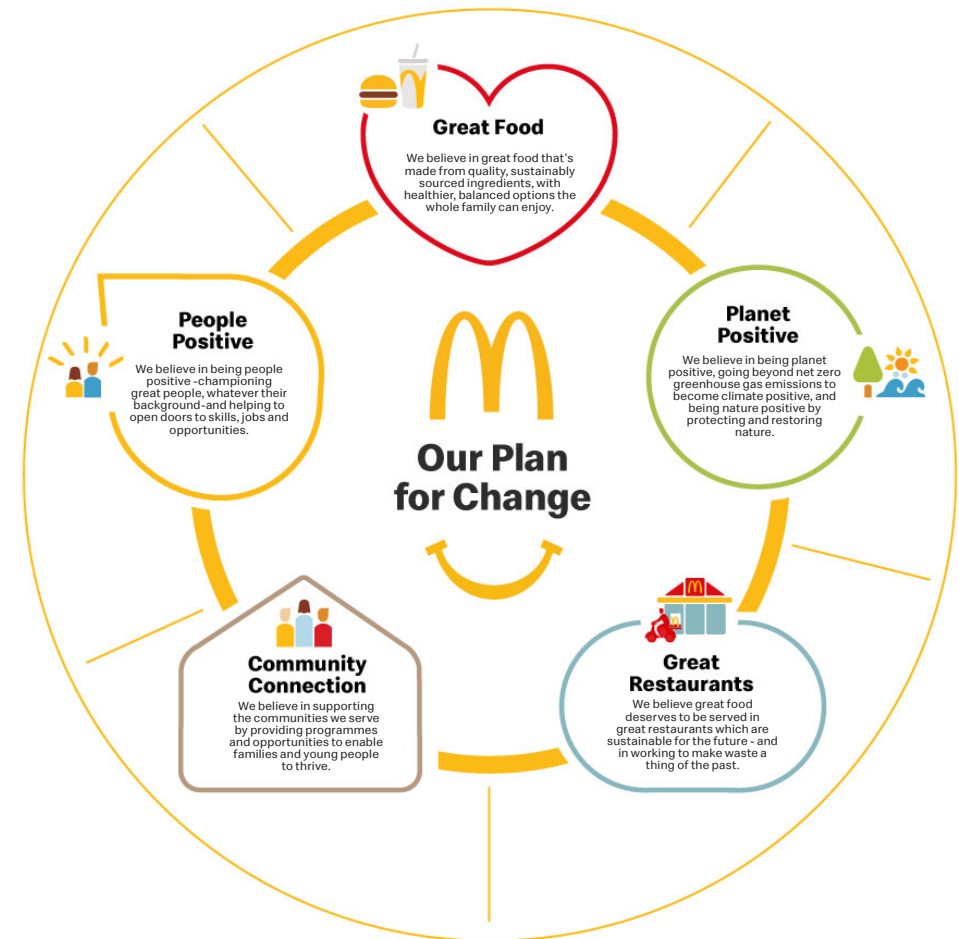 Great Food
We believe in great food that's
made from quality, sustainably
sourced ingredients, with
healthier, balanced options the
whole family can enjoy.
People
Positive
We believe in being people
positive -championing
great people, whatever their
background-and helping to
open doors to skills, jobs and
opportunities.
Planet
Positive
We believe in being planet
positive, going beyond net zero
greenhouse gas emissions to
become climate positive, and
being nature positive by
protecting and restoring
nature.
Our Plan
for Change
Community
Connection
We believe in supporting
the communities we serve
by providing programmes
and opportunities to enable
families and young people
to thrive.
Great
Restaurants
We believe great food
deserves to be served in
great restaurants which are
sustainable for the future - and
in working to make waste a
thing of the past.